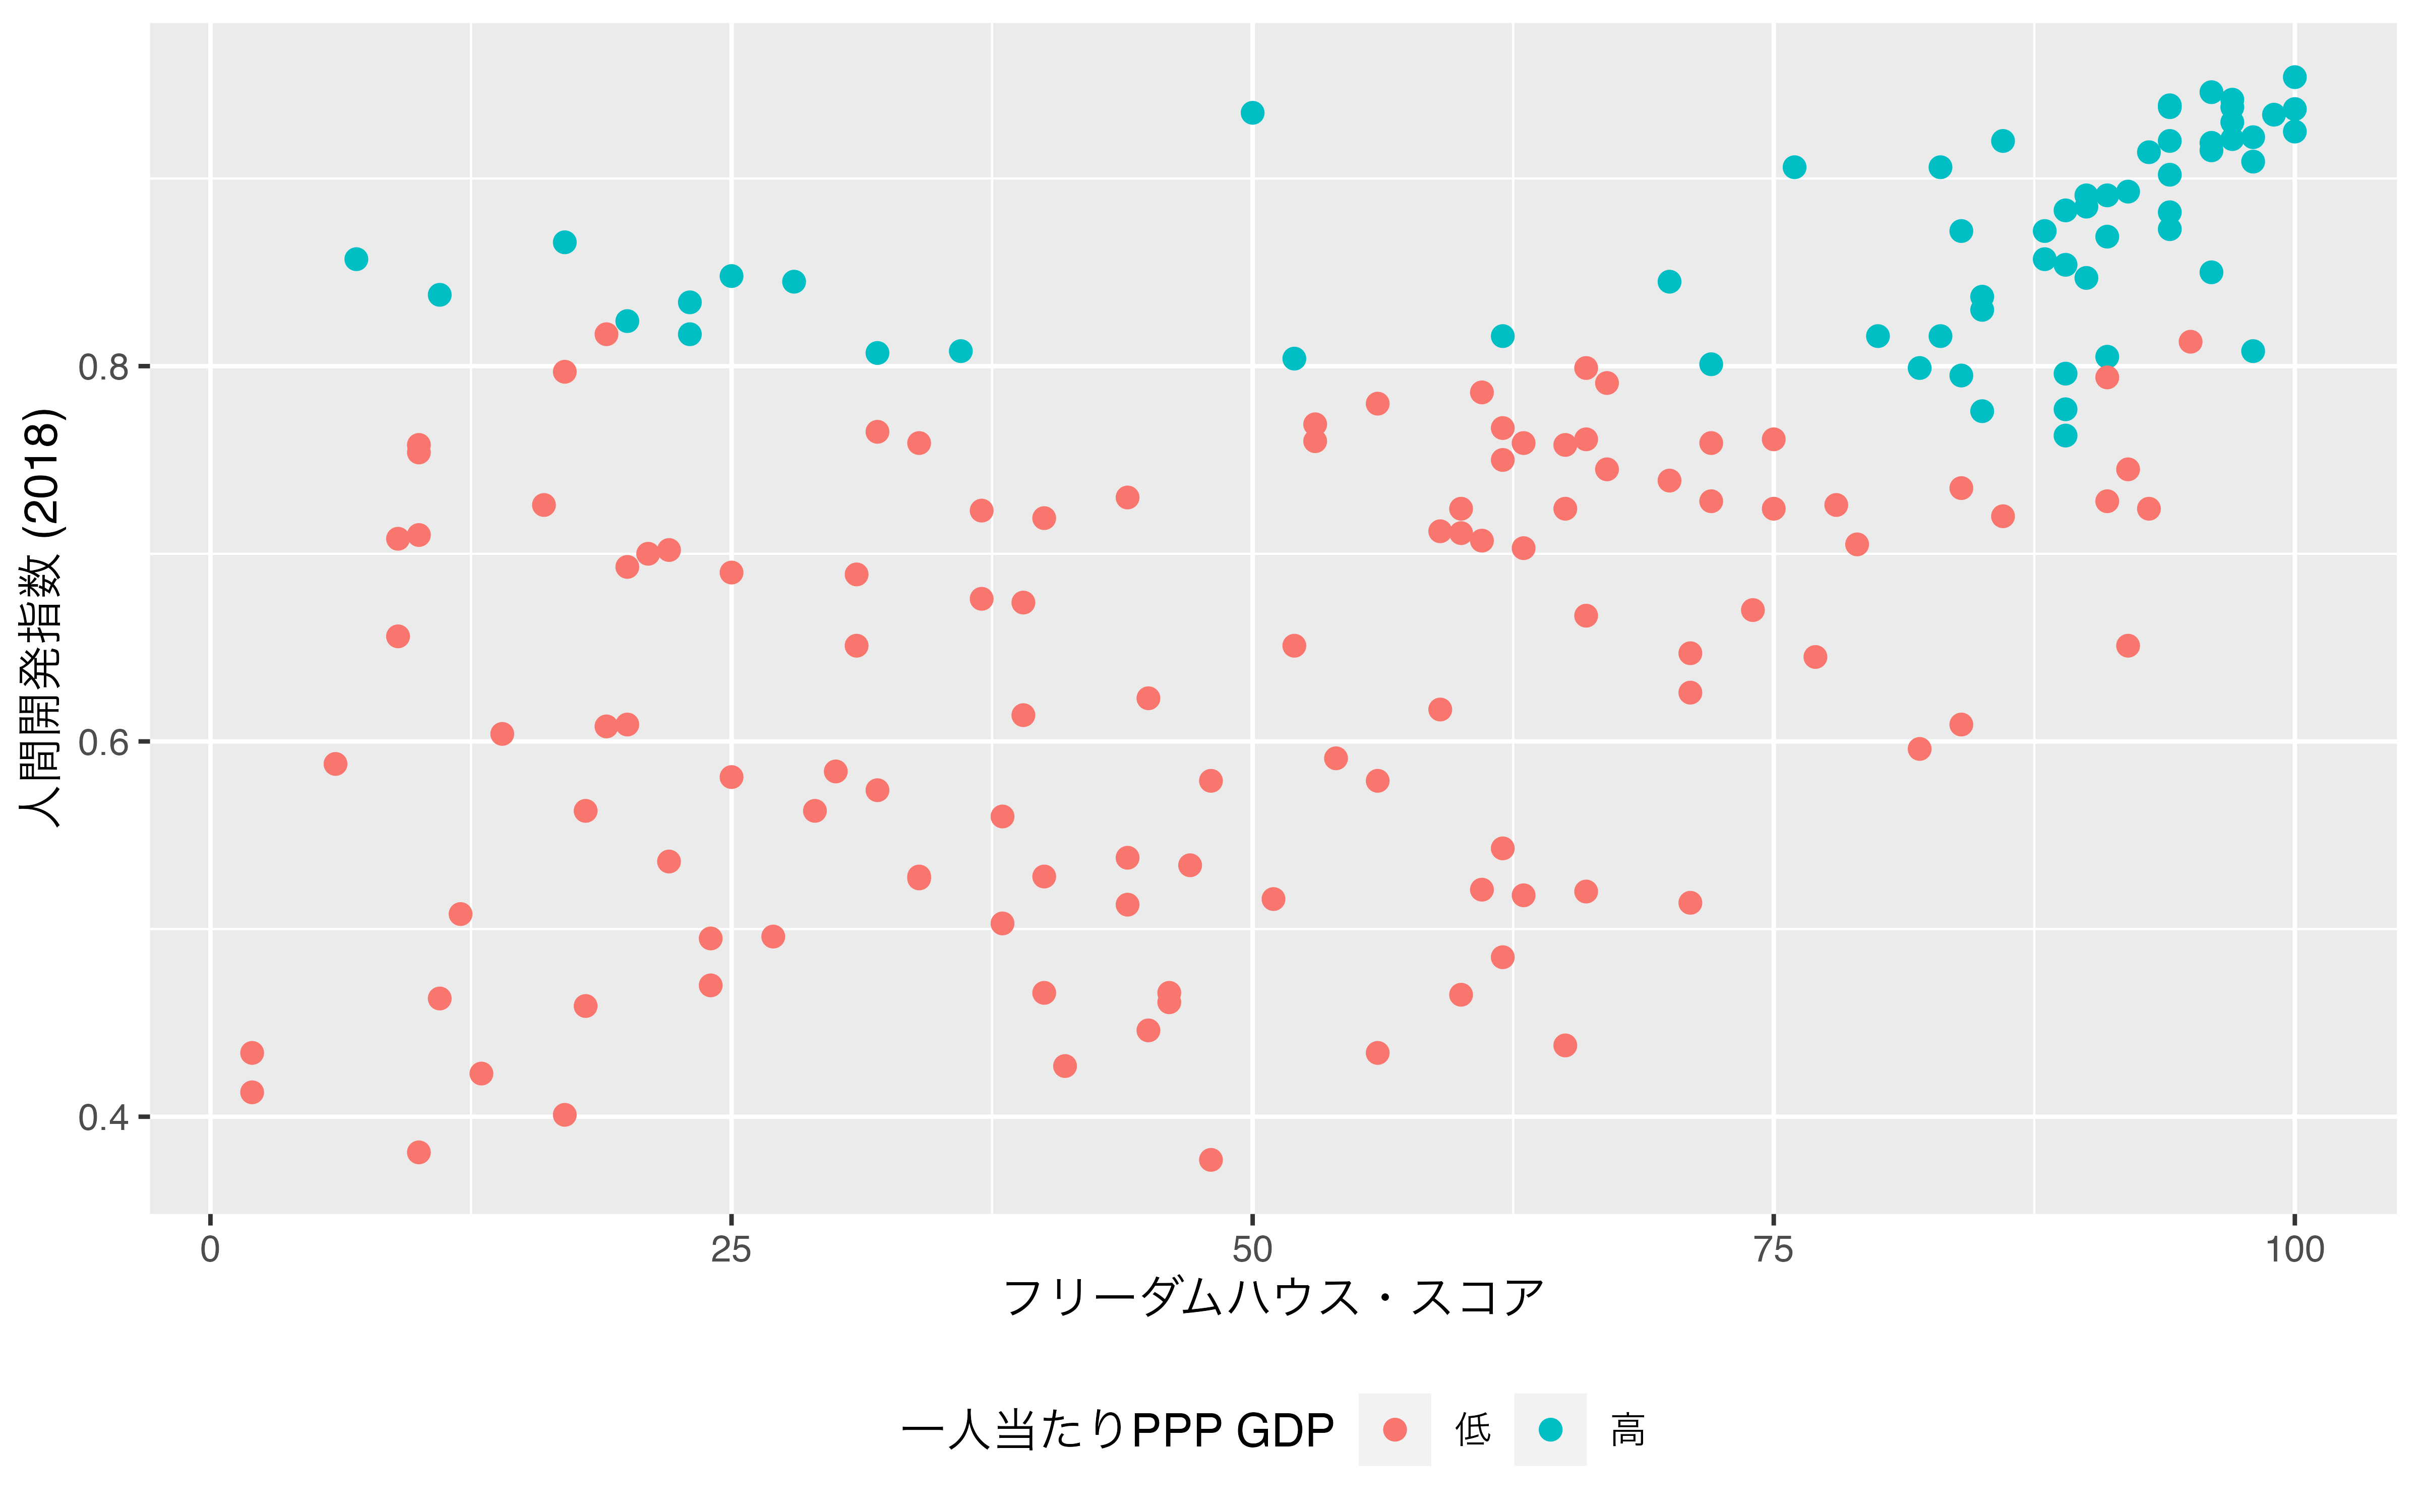 人間開発指数 (2018)
0.8
0.6
0.4
0 25 50 75 100
フリーダムハウス・スコア
一人当たりPPP GDP 低 高